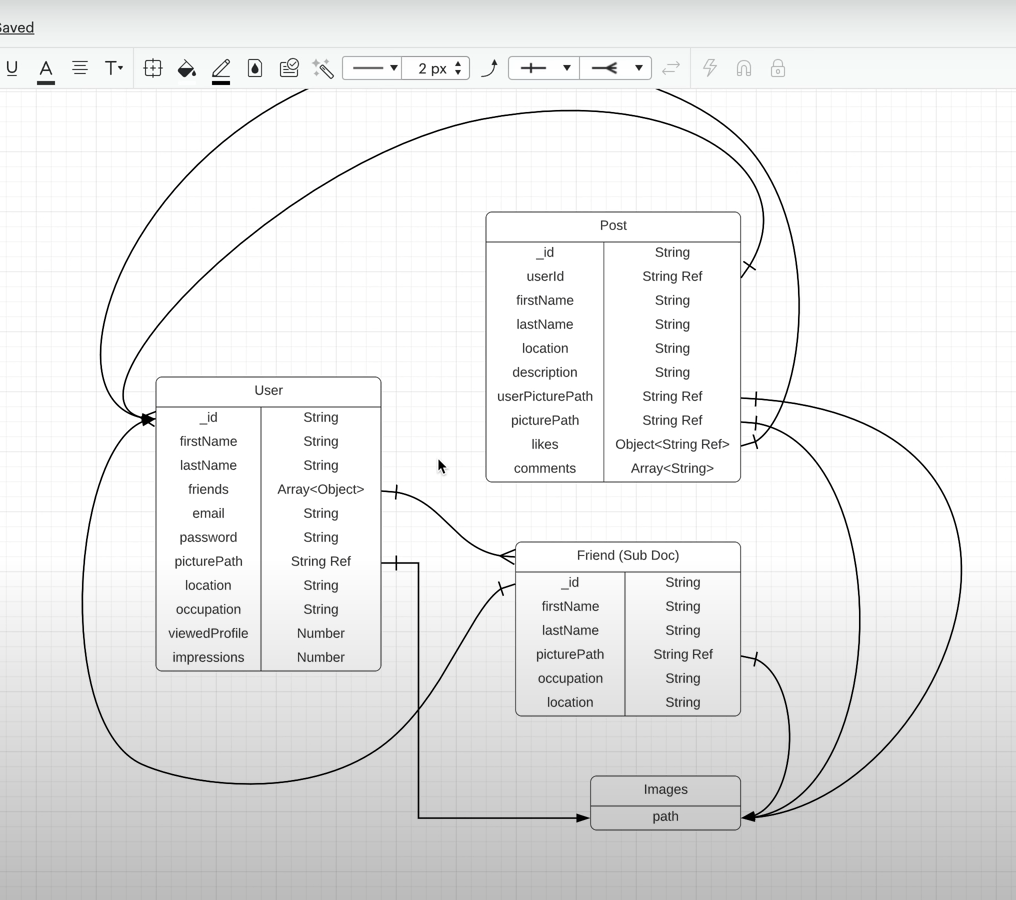 Saved
U A T 2 px
Post
_id String
userId String Ref
firstName String
lastName String
location String
description String
userPicturePath String Ref
picturePath String Ref
likes Object<String Ref>
comments Array<String>
User
_id String
firstName String
lastName String
friends Array<Object>
email String
password String
picturePath String Ref
location String
occupation String
viewedProfile Number
impressions Number
Friend (Sub Doc)
_id String
firstName String
lastName String
picturePath String Ref
occupation String
location String
Images
path